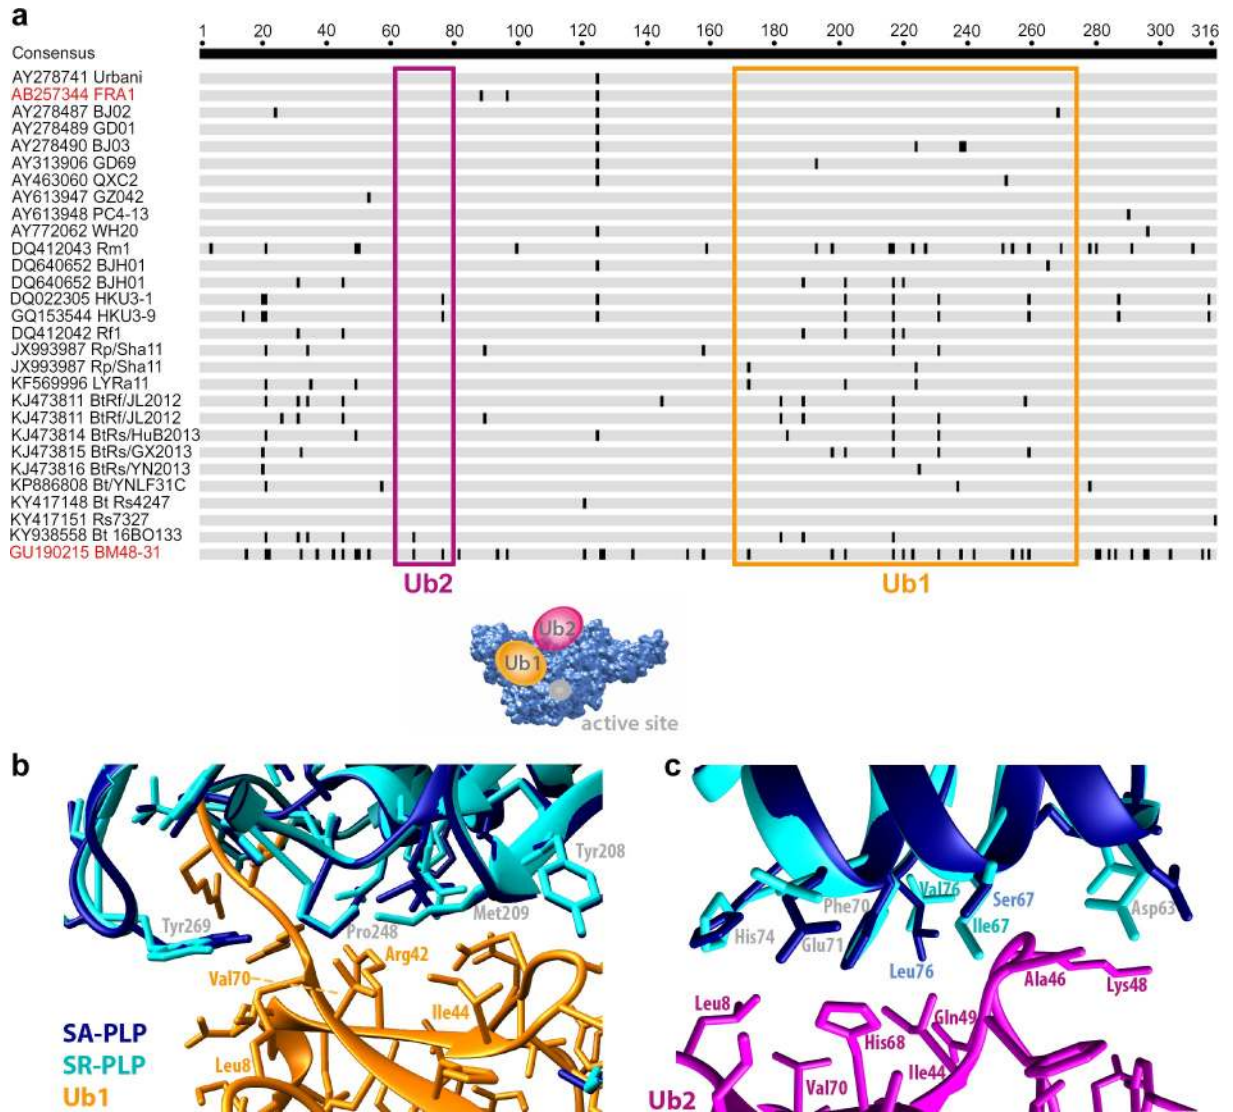 a
1 20 40 60 80 100 120 140 160 180 200 220 240 260 280 300 316
Consensus
AY278741 Urbani
AB257344 FRA1
AY278487 BJ02
AY278489 GD01
AY278490 BJ03
AY313906 GD69
AY463060 QXC2
AY613947 GZ042
AY613948 PC4-13
AY772062 WH20
DQ412043 Rm1
DQ640652 BJH01
DQ640652 BJH01
DQ022305 HKU3-1
GQ153544 HKU3-9
DQ412042 Rf1
JX993987 Rp/Sha11
JX993987 Rp/Sha11
KF569996 LYRa11
KJ473811 BtRf/JL2012
KJ473811 BtRf/JL2012
KJ473814 BtRs/HuB2013
KJ473815 BtRs/GX2013
KJ473816 BtRs/YN2013
KP886808 Bt/YNLF31C
KY417148 Bt Rs4247
KY417151 Rs7327
KY938558 Bt 16BO133
GU190215 BM48-31
Ub2 Ub1
Ub2
Ub1
active site
b
Tyr208
Met209
Tyr269
Pro248
Arg42
Val70
Ile44
Leu8
SA-PLP
SR-PLP
Ub1
c
Val76
Phe70
Ser67
Asp63
His74
Glu71
Ile67
Leu76
Ala46
Lys48
Leu8
Gln49
His68
Ile44
Val70
Ub2